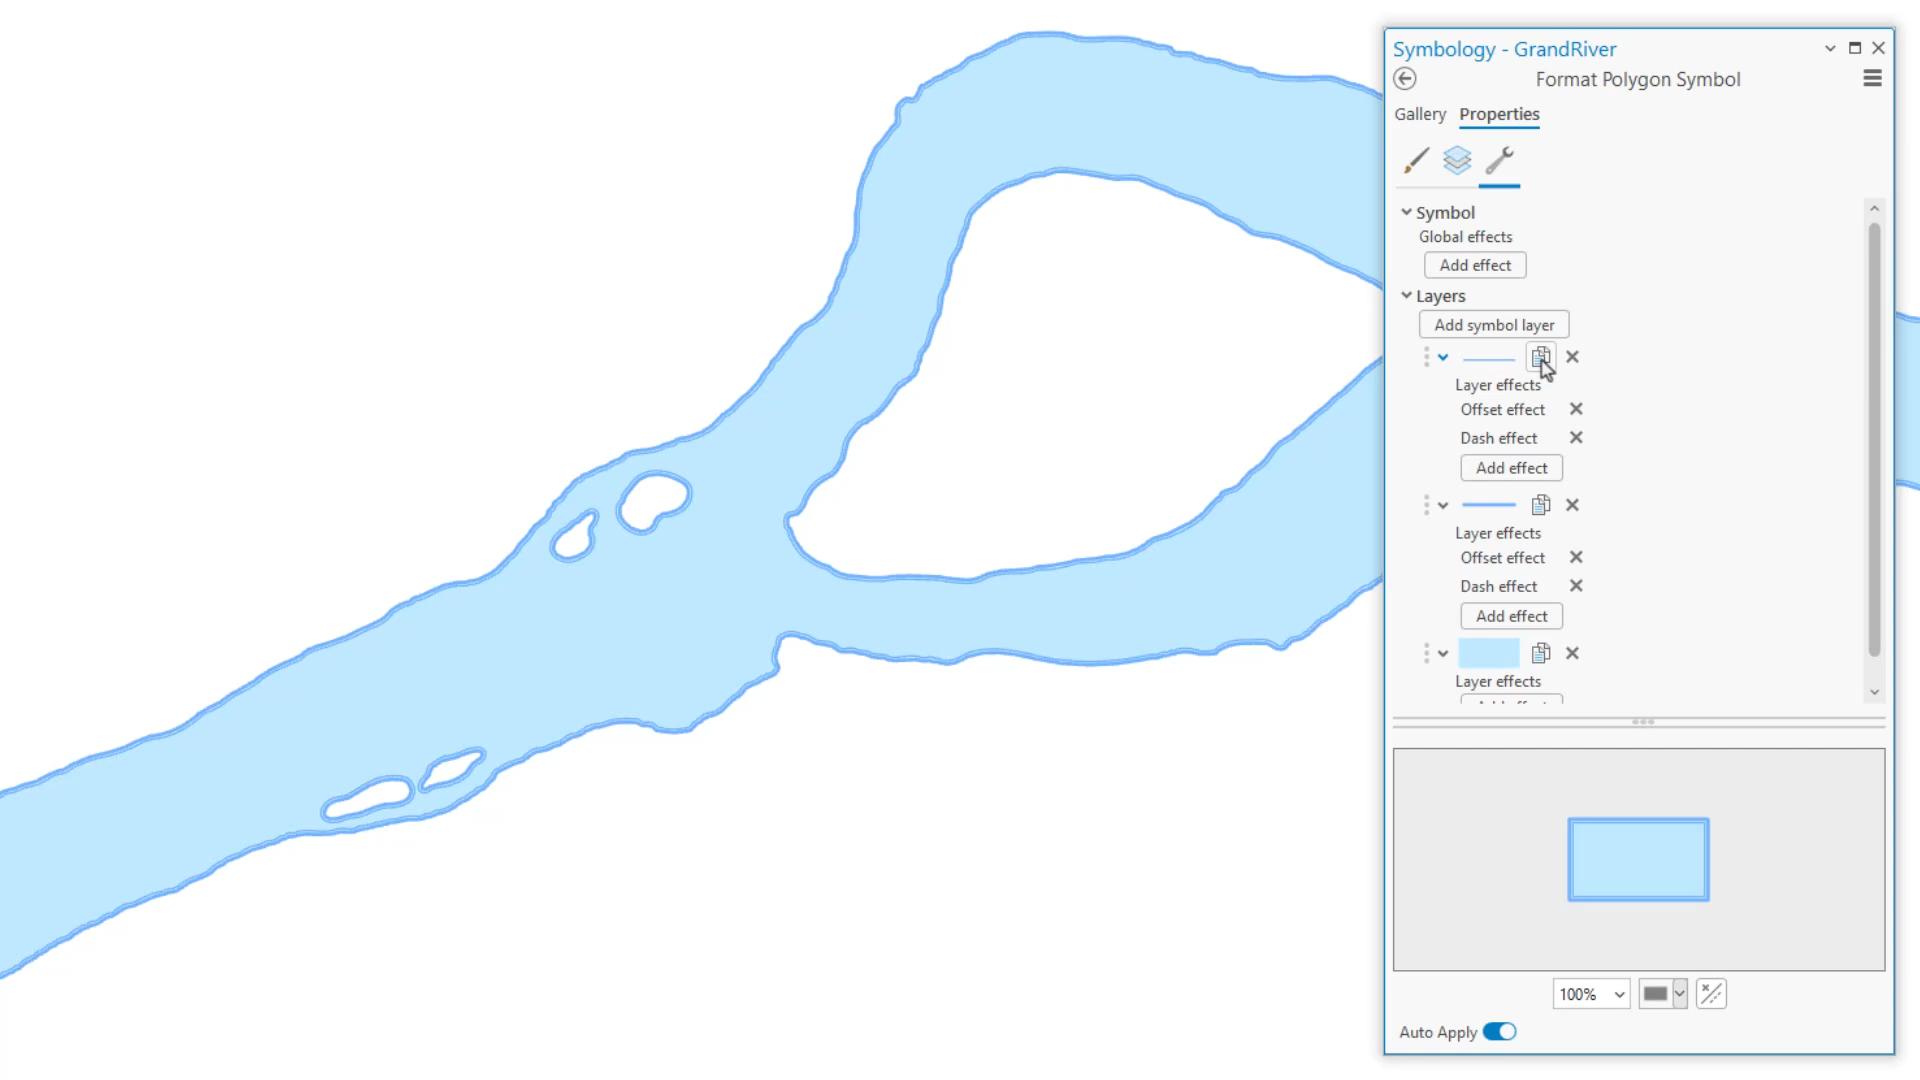 Symbology - GrandRiver
Format Polygon Symbol
Gallery Properties
Symbol
Global effects
Add effect
Layers
Add symbol layer
Layer effects
Offset effect
Dash effect
Add effect
Layer effects
Offset effect
Dash effect
Add effect
Layer effects
100%
Auto Apply